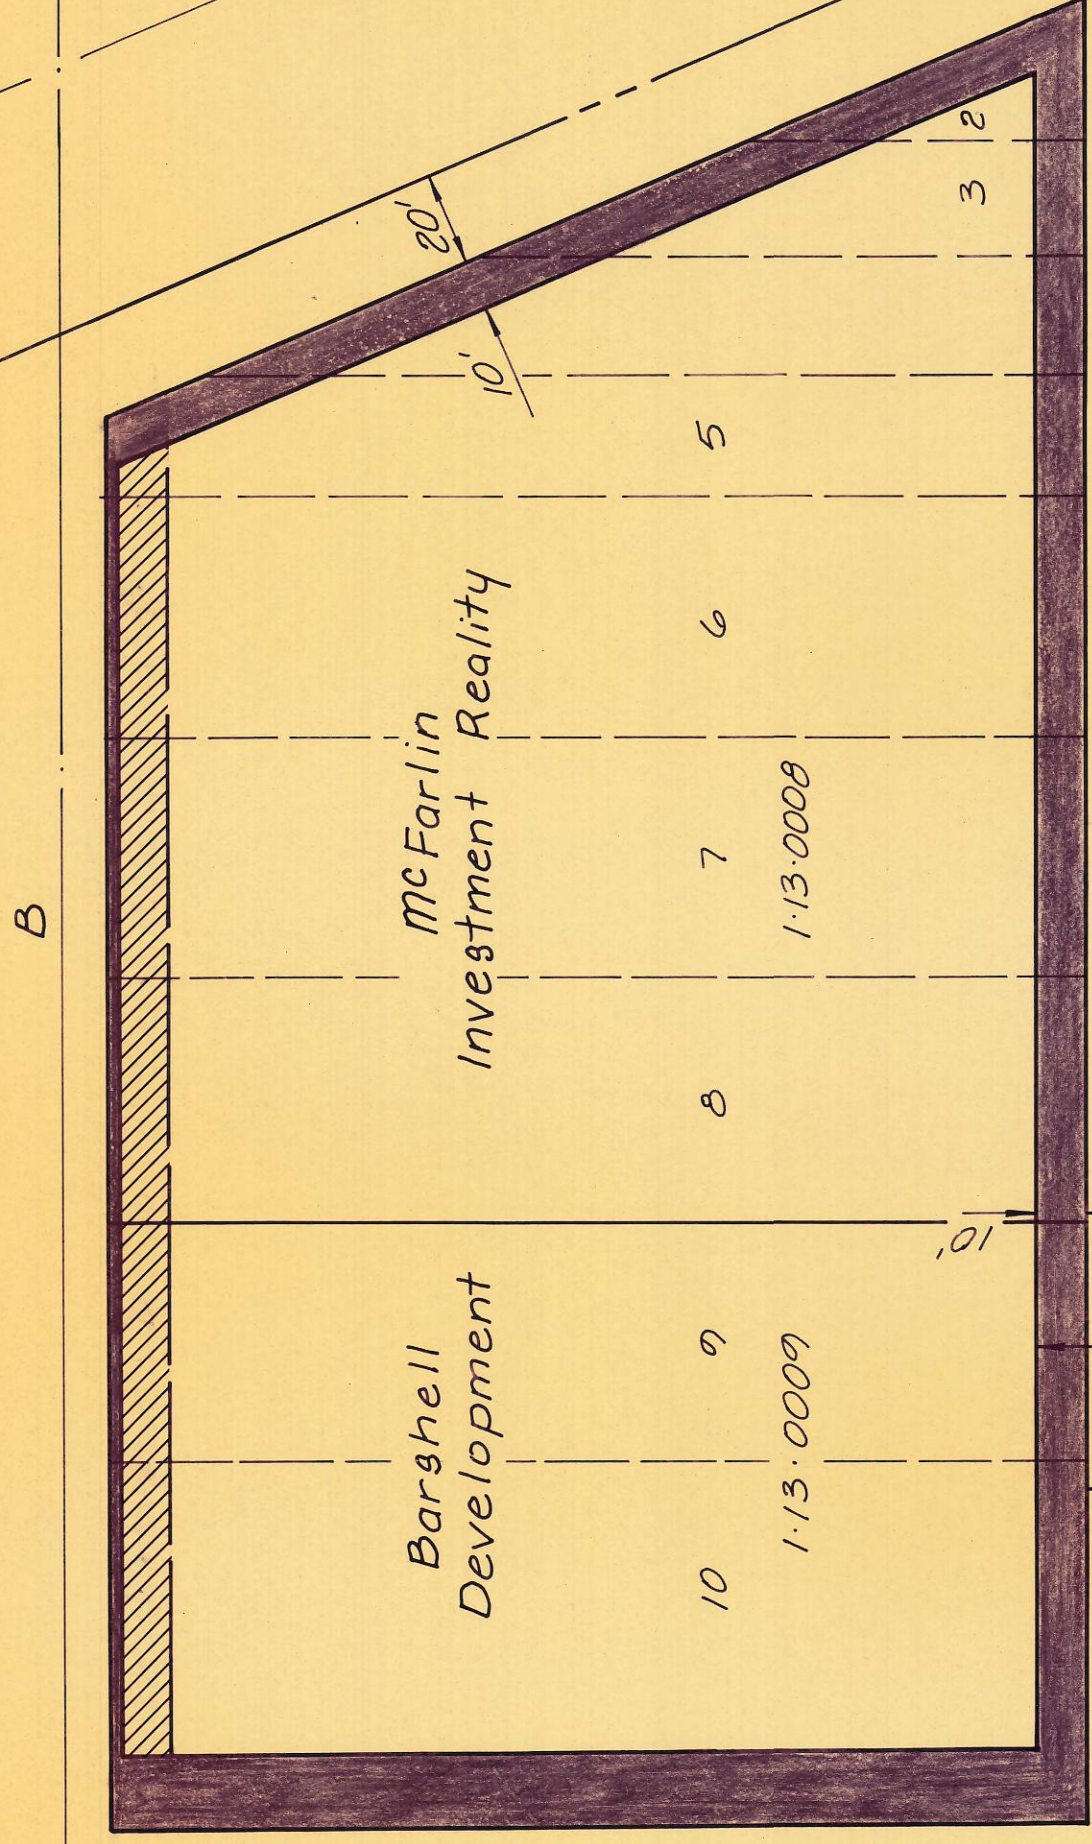 B
20'
10'
Barshell
Development
McFarlin
Investment Reality
10
9
8
7
6
5
3
2
1·13·0009
1·13·0008
10'